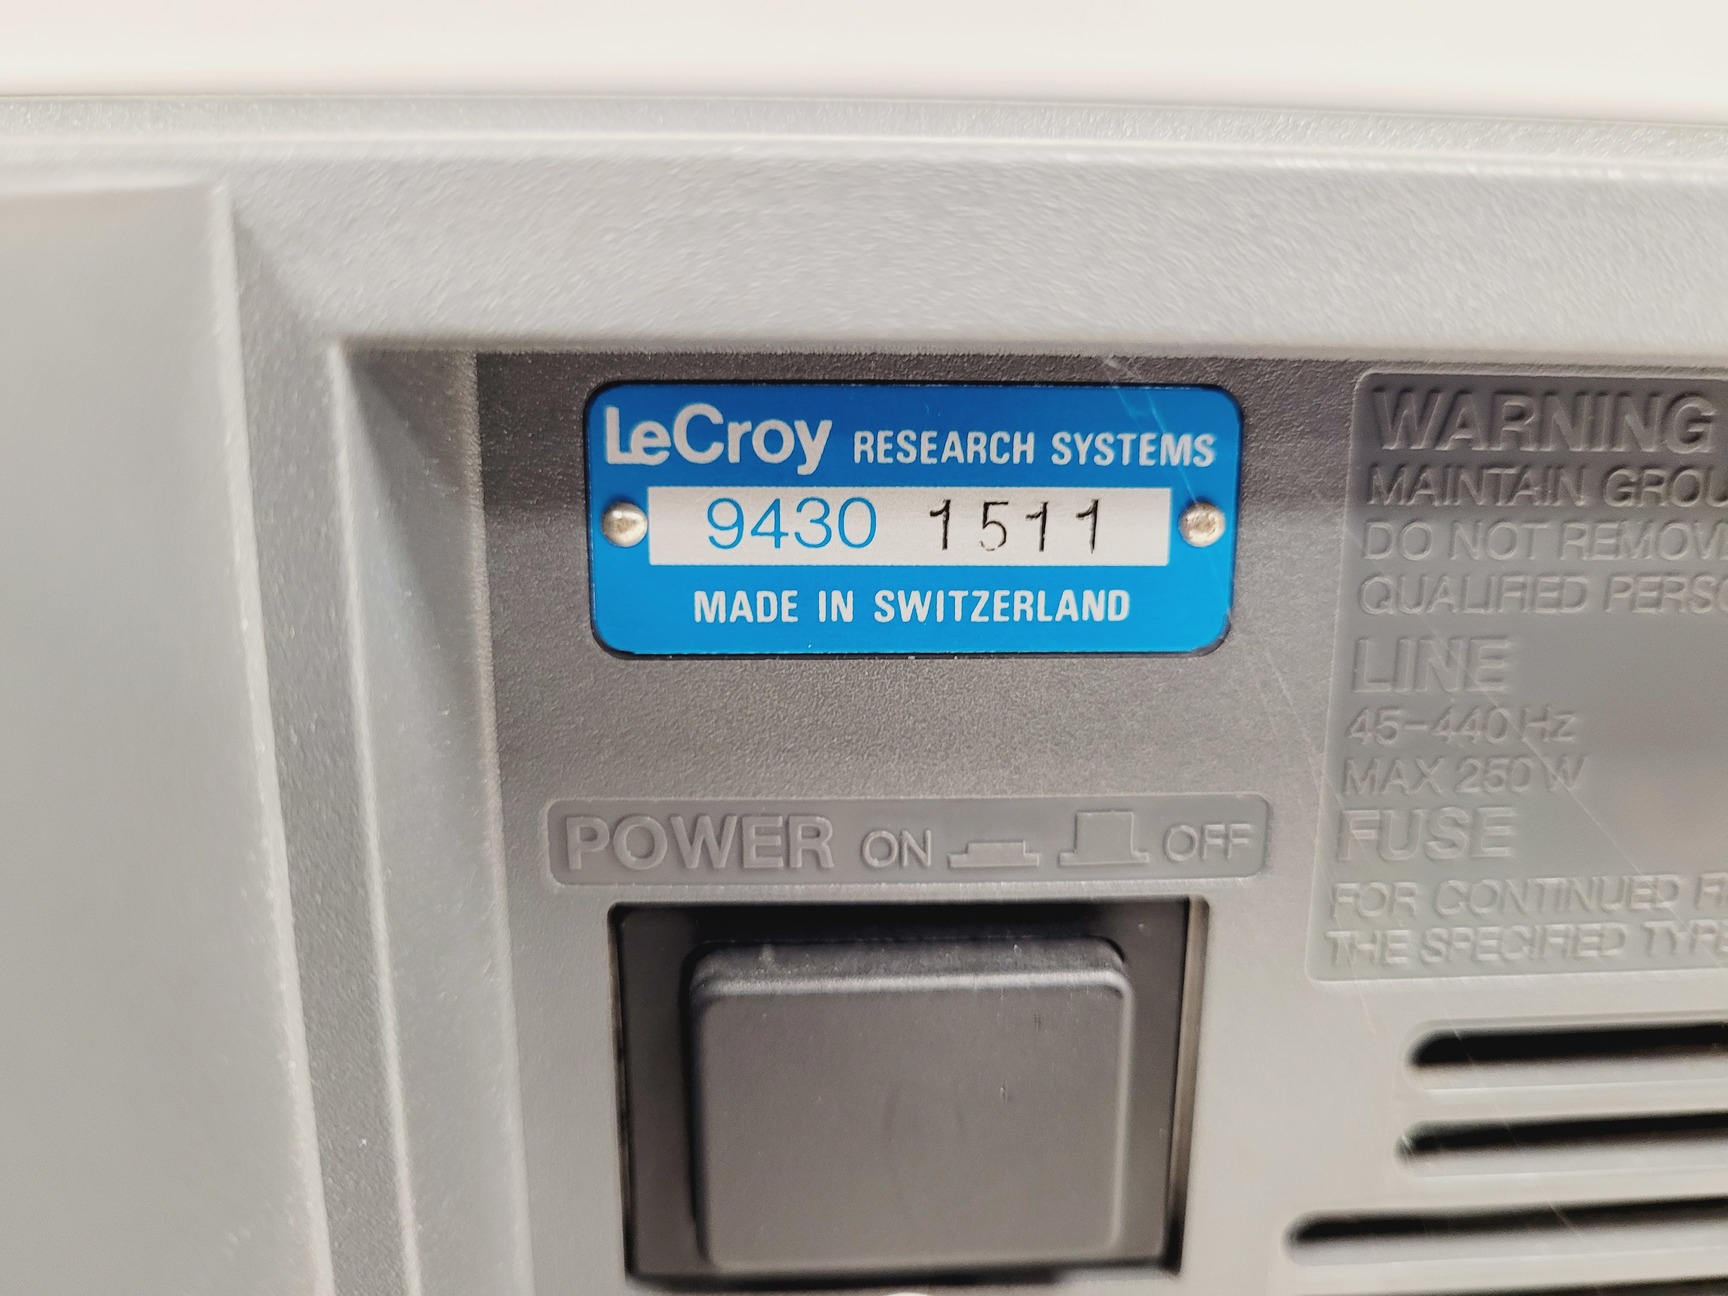 LeCroy RESEARCH SYSTEMS
9430 1511
MADE IN SWITZERLAND
POWER ON OFF
WARNING
MAINTAIN
DO NOT
QUALIFIED
LINE
45-440 Hz
MAX 250 W
FUSE
FOR CONTINUED
THE SPECIFIED